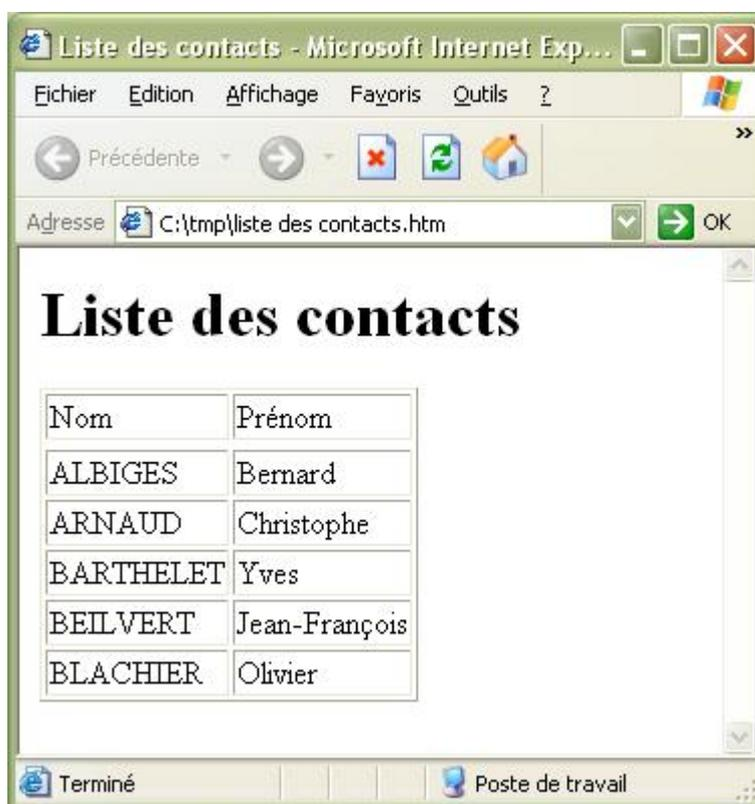 Liste des contacts - Microsoft Internet Exp...
Fichier Edition Affichage Favoris Outils ?
Précédente »
Adresse C:\tmp\liste des contacts.htm OK
Liste des contacts
Nom Prénom
ALBIGES Bernard
ARNAUD Christophe
BARTHELET Yves
BEILVERT Jean-François
BLACHIER Olivier
Terminé Poste de travail